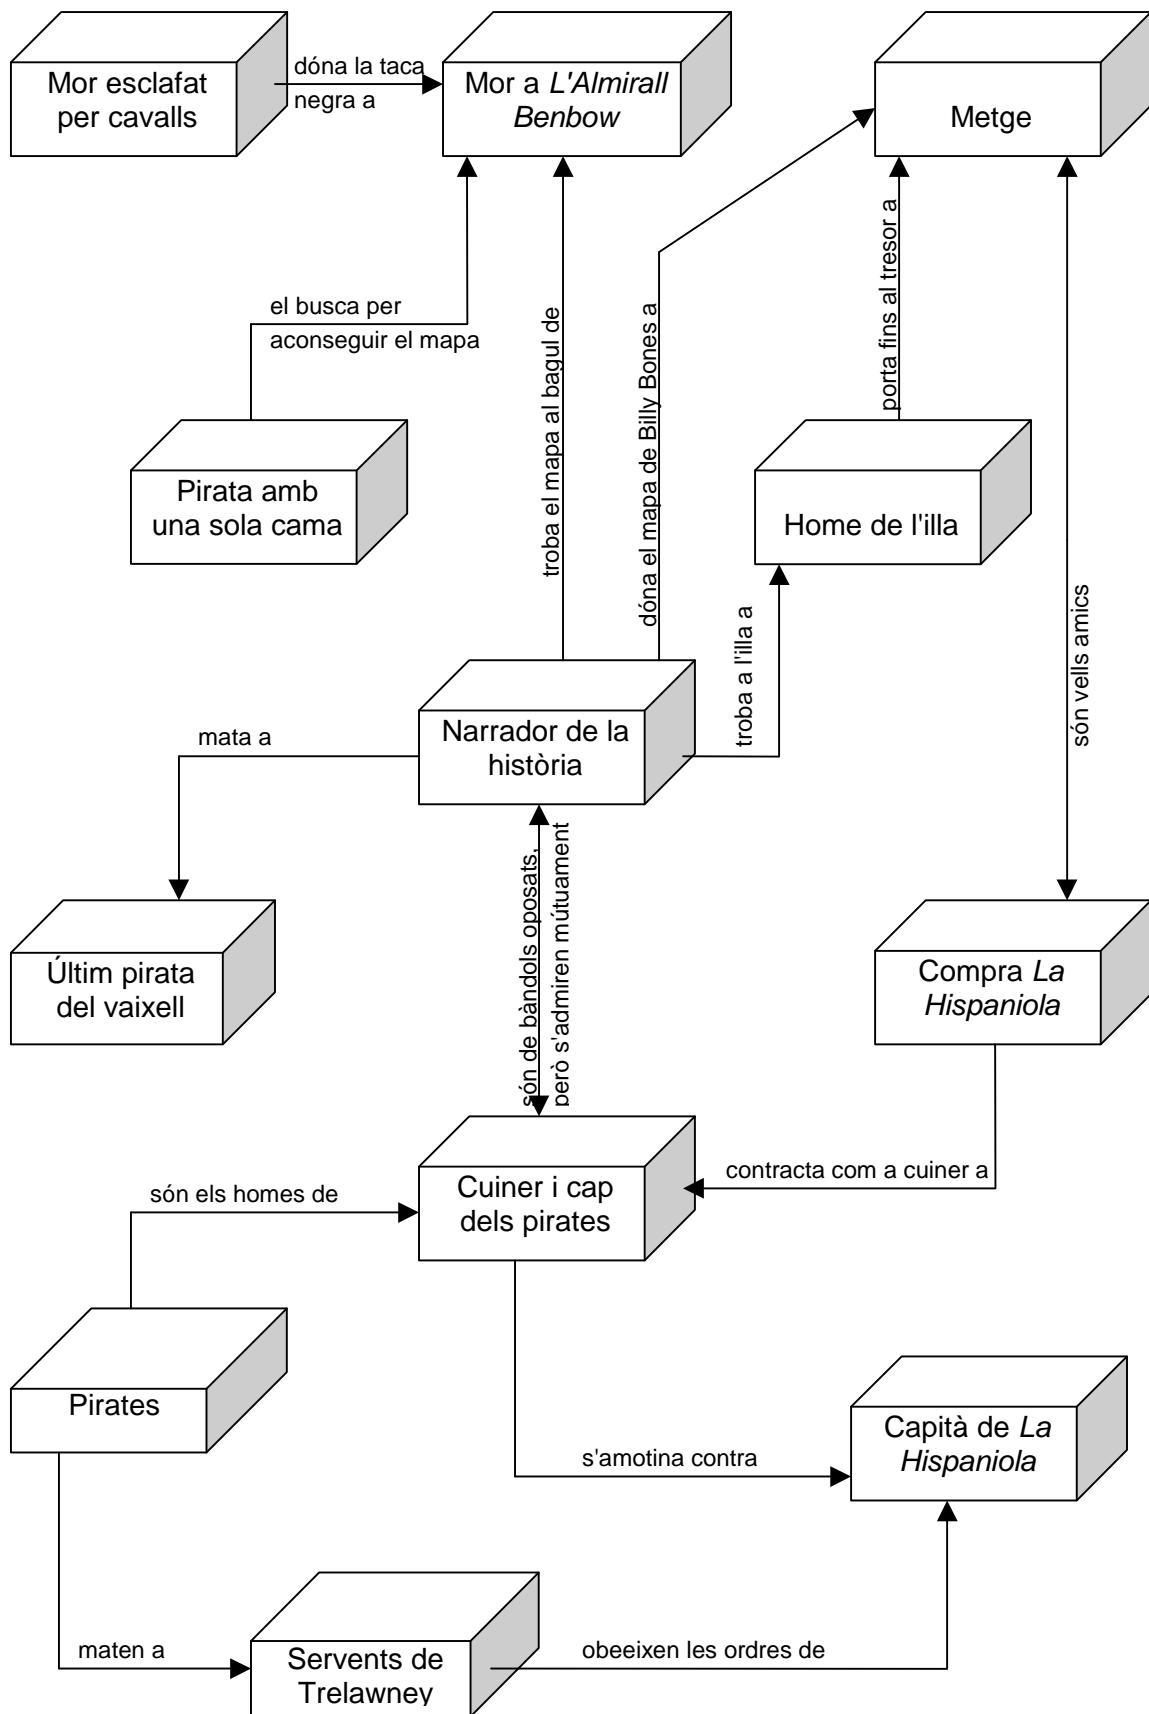 Mor esclafat
per cavalls
dóna la taca
negra a
Mor a L'Almirall
Benbow
Metge
el busca per
aconseguir el mapa
troba el mapa al bagul de
dóna el mapa de Billy Bones a
porta fins al tresor a
Pirata amb
una sola cama
Home de l'illa
són vells amics
troba a l'illa a
Narrador de la
història
mata a
Últim pirata
del vaixell
són de bàndols oposats,
però s'admiren mútuament
Compra La
Hispaniola
contracta com a cuiner a
són els homes de
Cuiner i cap
dels pirates
Pirates
s'amotina contra
Capità de La
Hispaniola
maten a
Servents de
Trelawney
obeeixen les ordres de